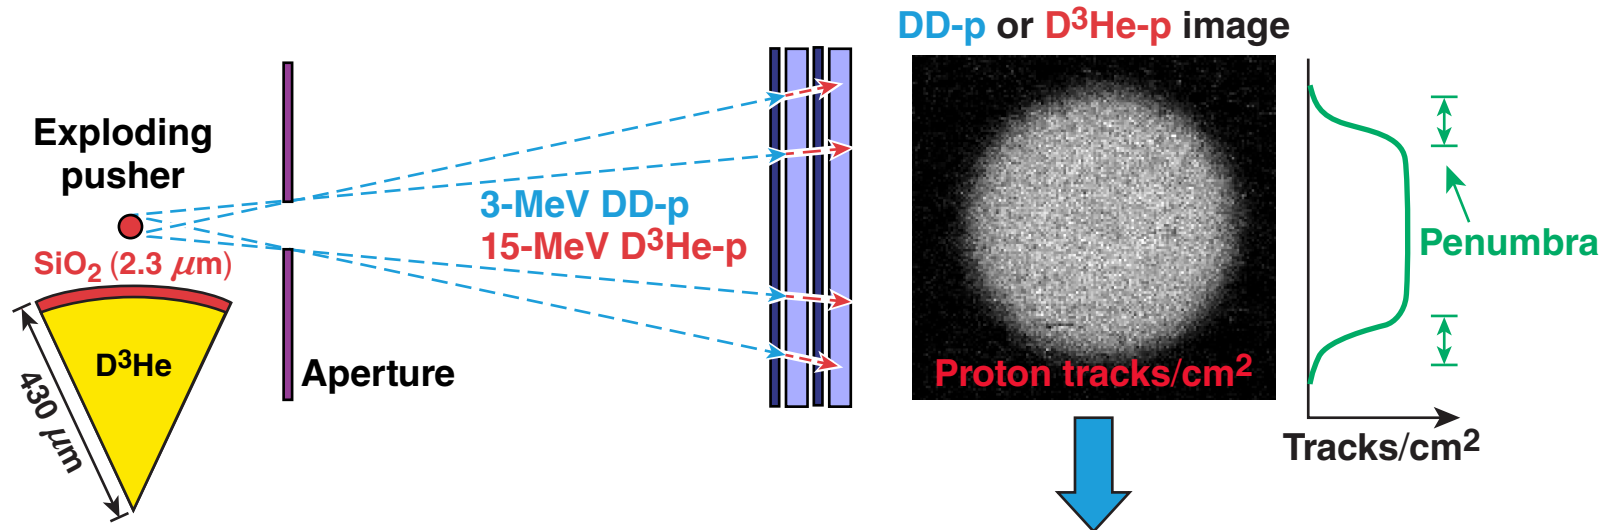 DD-p or D³He-p image
Exploding
pusher
SiO₂ (2.3 μm)
D³He
430 μm
Aperture
3-MeV DD-p
15-MeV D³He-p
Proton tracks/cm²
Penumbra
Tracks/cm²